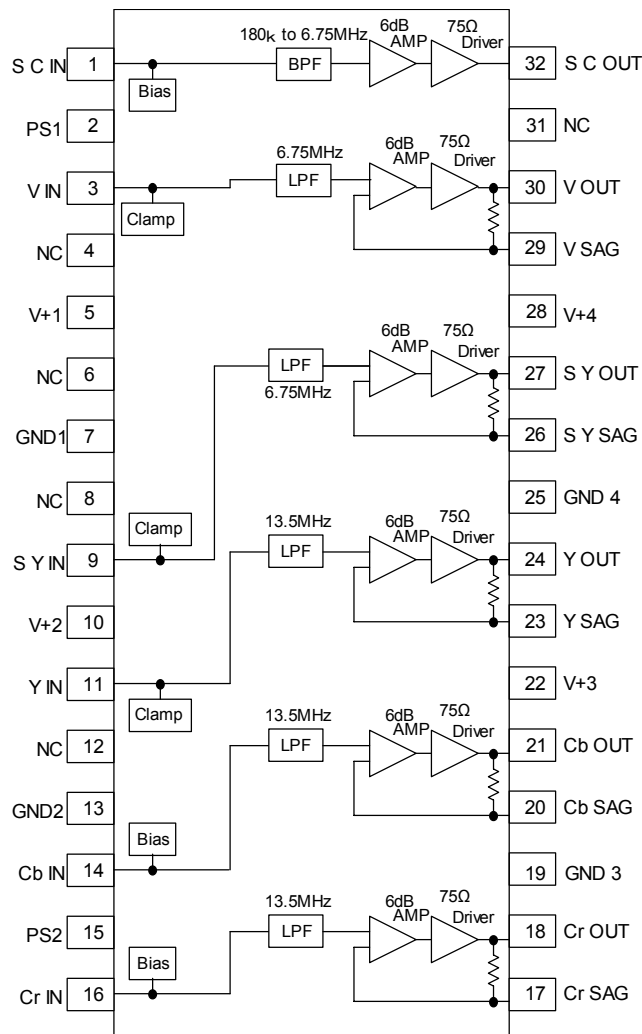 180k to 6.75MHz
6dB
AMP
75Ω
Driver
S C IN
1
BPF
32
S C OUT
Bias
PS1
2
31
NC
6.75MHz
6dB
AMP
75Ω
Driver
V IN
3
LPF
30
V OUT
Clamp
NC
4
29
V SAG
V+1
5
28
V+4
6dB
AMP
75Ω
Driver
NC
6
LPF
27
S Y OUT
6.75MHz
GND1
7
26
S Y SAG
NC
8
25
GND 4
Clamp
13.5MHz
6dB
AMP
75Ω
Driver
S Y IN
9
LPF
24
Y OUT
V+2
10
23
Y SAG
Y IN
11
22
V+3
Clamp
13.5MHz
6dB
AMP
75Ω
Driver
NC
12
LPF
21
Cb OUT
GND2
13
20
Cb SAG
Bias
Cb IN
14
19
GND 3
13.5MHz
6dB
AMP
75Ω
Driver
PS2
15
LPF
18
Cr OUT
Bias
Cr IN
16
17
Cr SAG